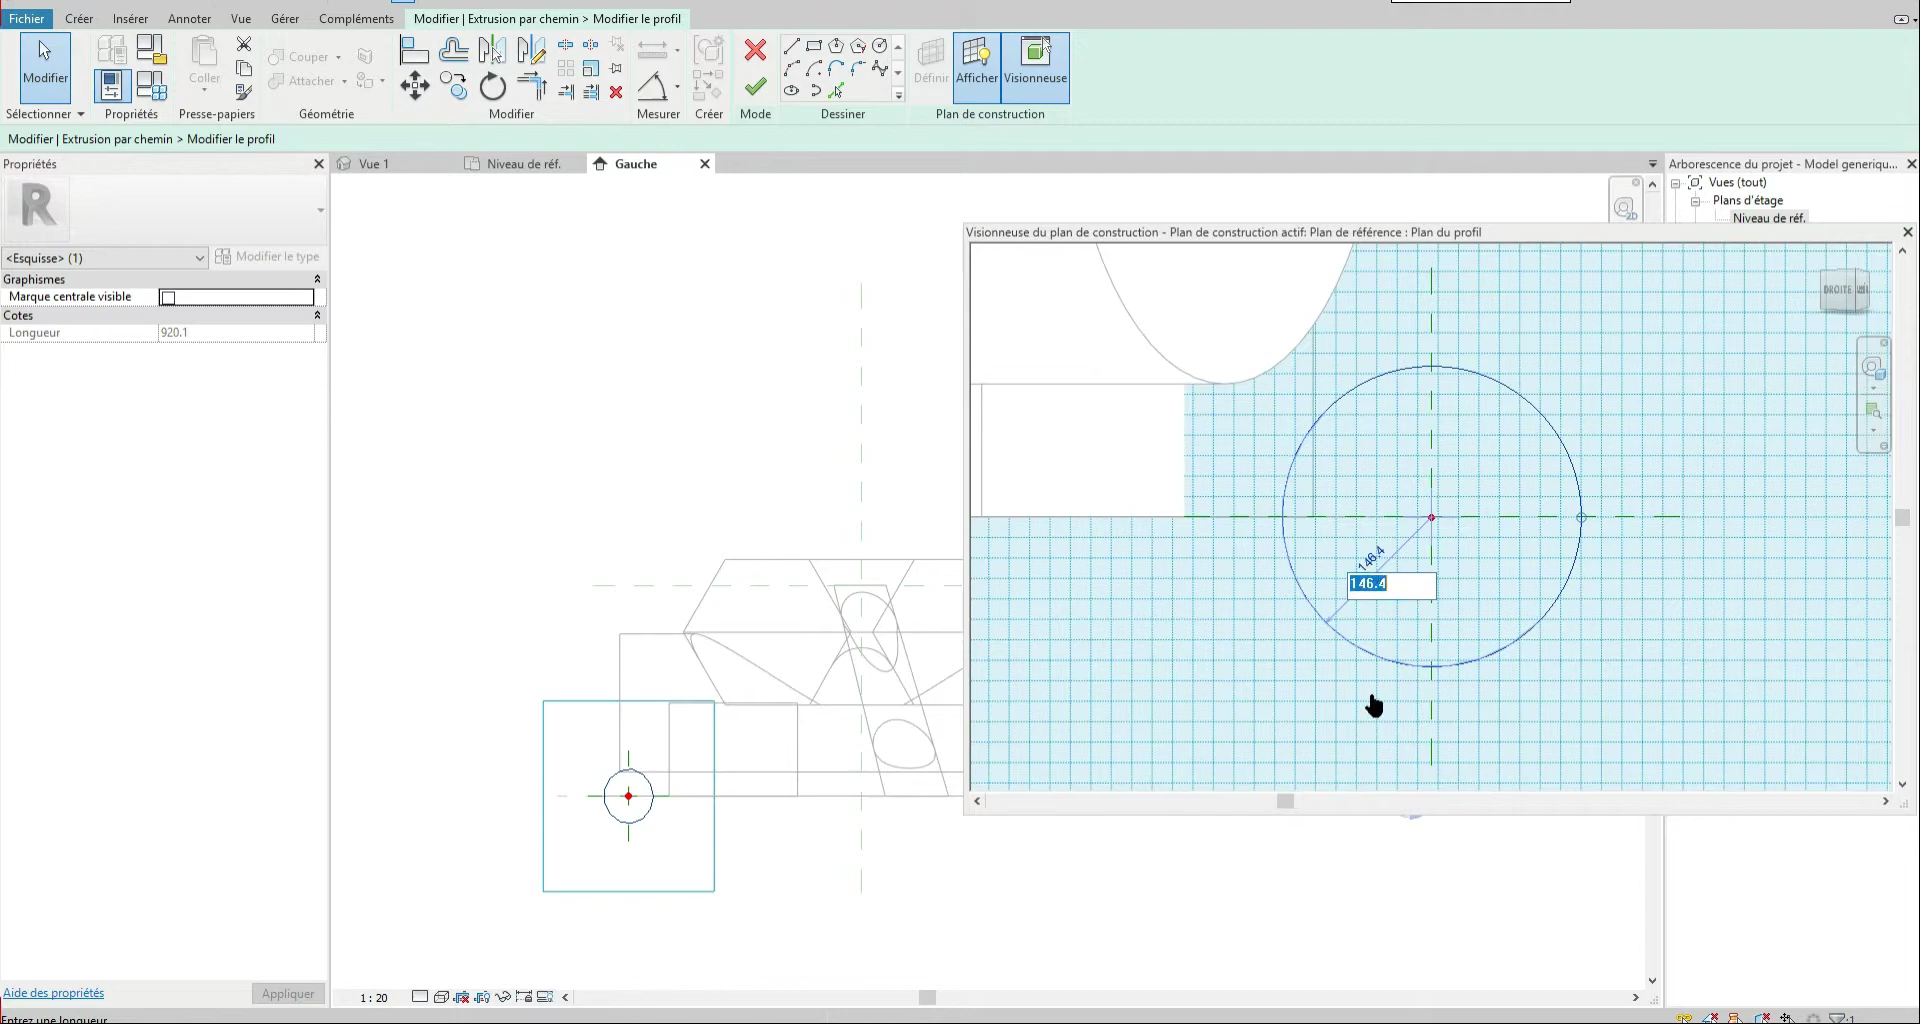 Fichier
Créer
Insérer
Annoter
Vue
Gérer
Compléments
Modifier | Extrusion par chemin > Modifier le profil
Modifier
Coller
Couper
Attacher
Définir
Afficher
Visionneuse
Sélectionner
Propriétés
Presse-papiers
Géométrie
Modifier
Mesurer
Créer
Mode
Dessiner
Plan de construction
Modifier | Extrusion par chemin > Modifier le profil
Propriétés
Vue 1
Niveau de réf.
Gauche
Arborescence du projet - Model generiqu...
Vues (tout)
Plans d'étage
Niveau de réf.
R
2D
Visionneuse du plan de construction - Plan de construction actif: Plan de référence : Plan du profil
<Esquisse> (1)
Modifier le type
Graphismes
Marque centrale visible
Cotes
Longueur
920.1
DROITE
146.4
146.4
Aide des propriétés
Appliquer
1 : 20
Entrez une longueur
:1